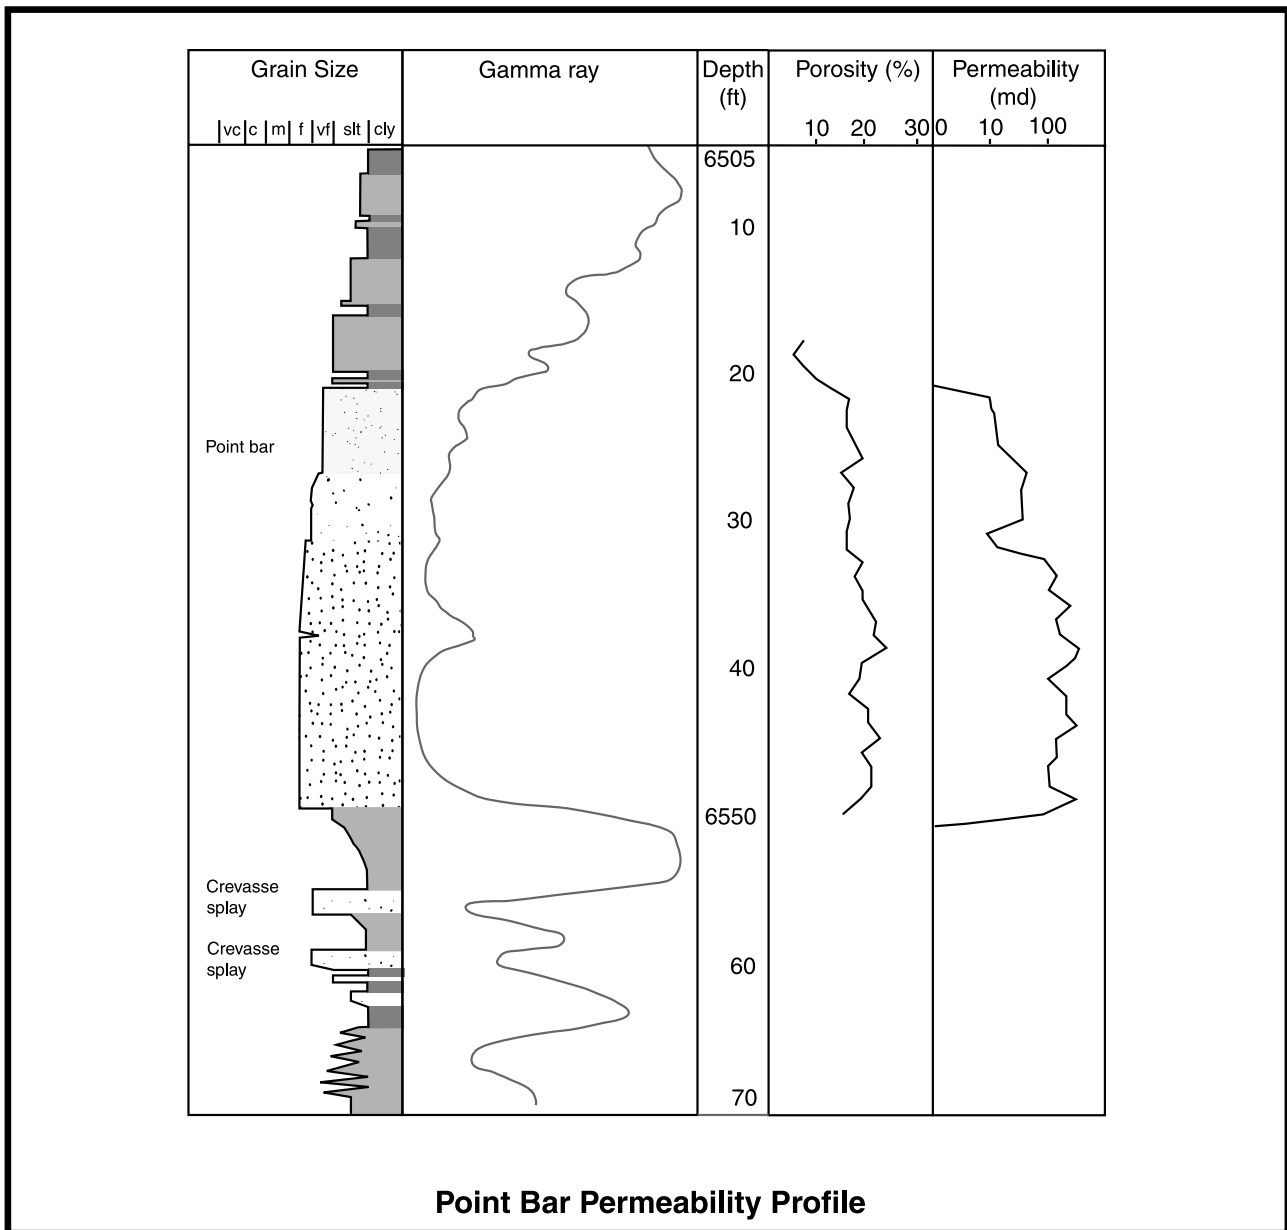 Grain Size
Gamma ray
Depth
(ft)
Porosity (%)
Permeability
(md)
vc c m f vf slt cly
10 20 30
0 10 100
6505
10
20
Point bar
30
40
6550
Crevasse
splay
Crevasse
splay
60
70
Point Bar Permeability Profile